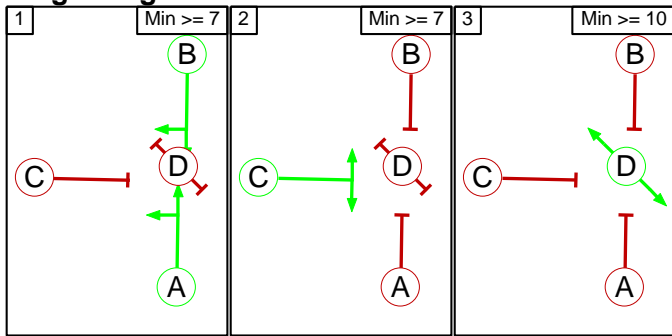 1 Min >= 7 2 Min >= 7 3 Min >= 10
B B B
C D C D C D
A A A